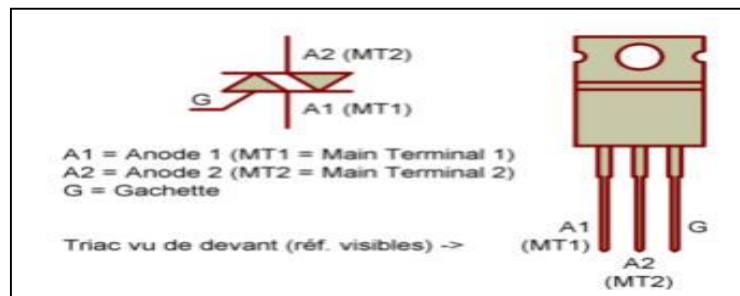 A2 (MT2)
G
A1 (MT1)
A1 = Anode 1 (MT1 = Main Terminal 1)
A2 = Anode 2 (MT2 = Main Terminal 2)
G = Gachette
Triac vu de devant (réf. visibles) ->
A1
(MT1)
G
A2
(MT2)